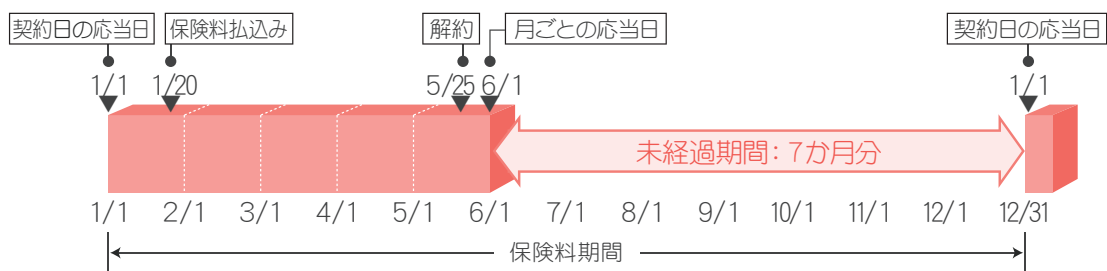 契約日の応当日 保険料払込み 解約 月ごとの応当日 契約日の応当日
1/1 1/20 5/25 6/1 1/1
未経過期間：7か月分
1/1 2/1 3/1 4/1 5/1 6/1 7/1 8/1 9/1 10/1 11/1 12/1 12/31
保険料期間